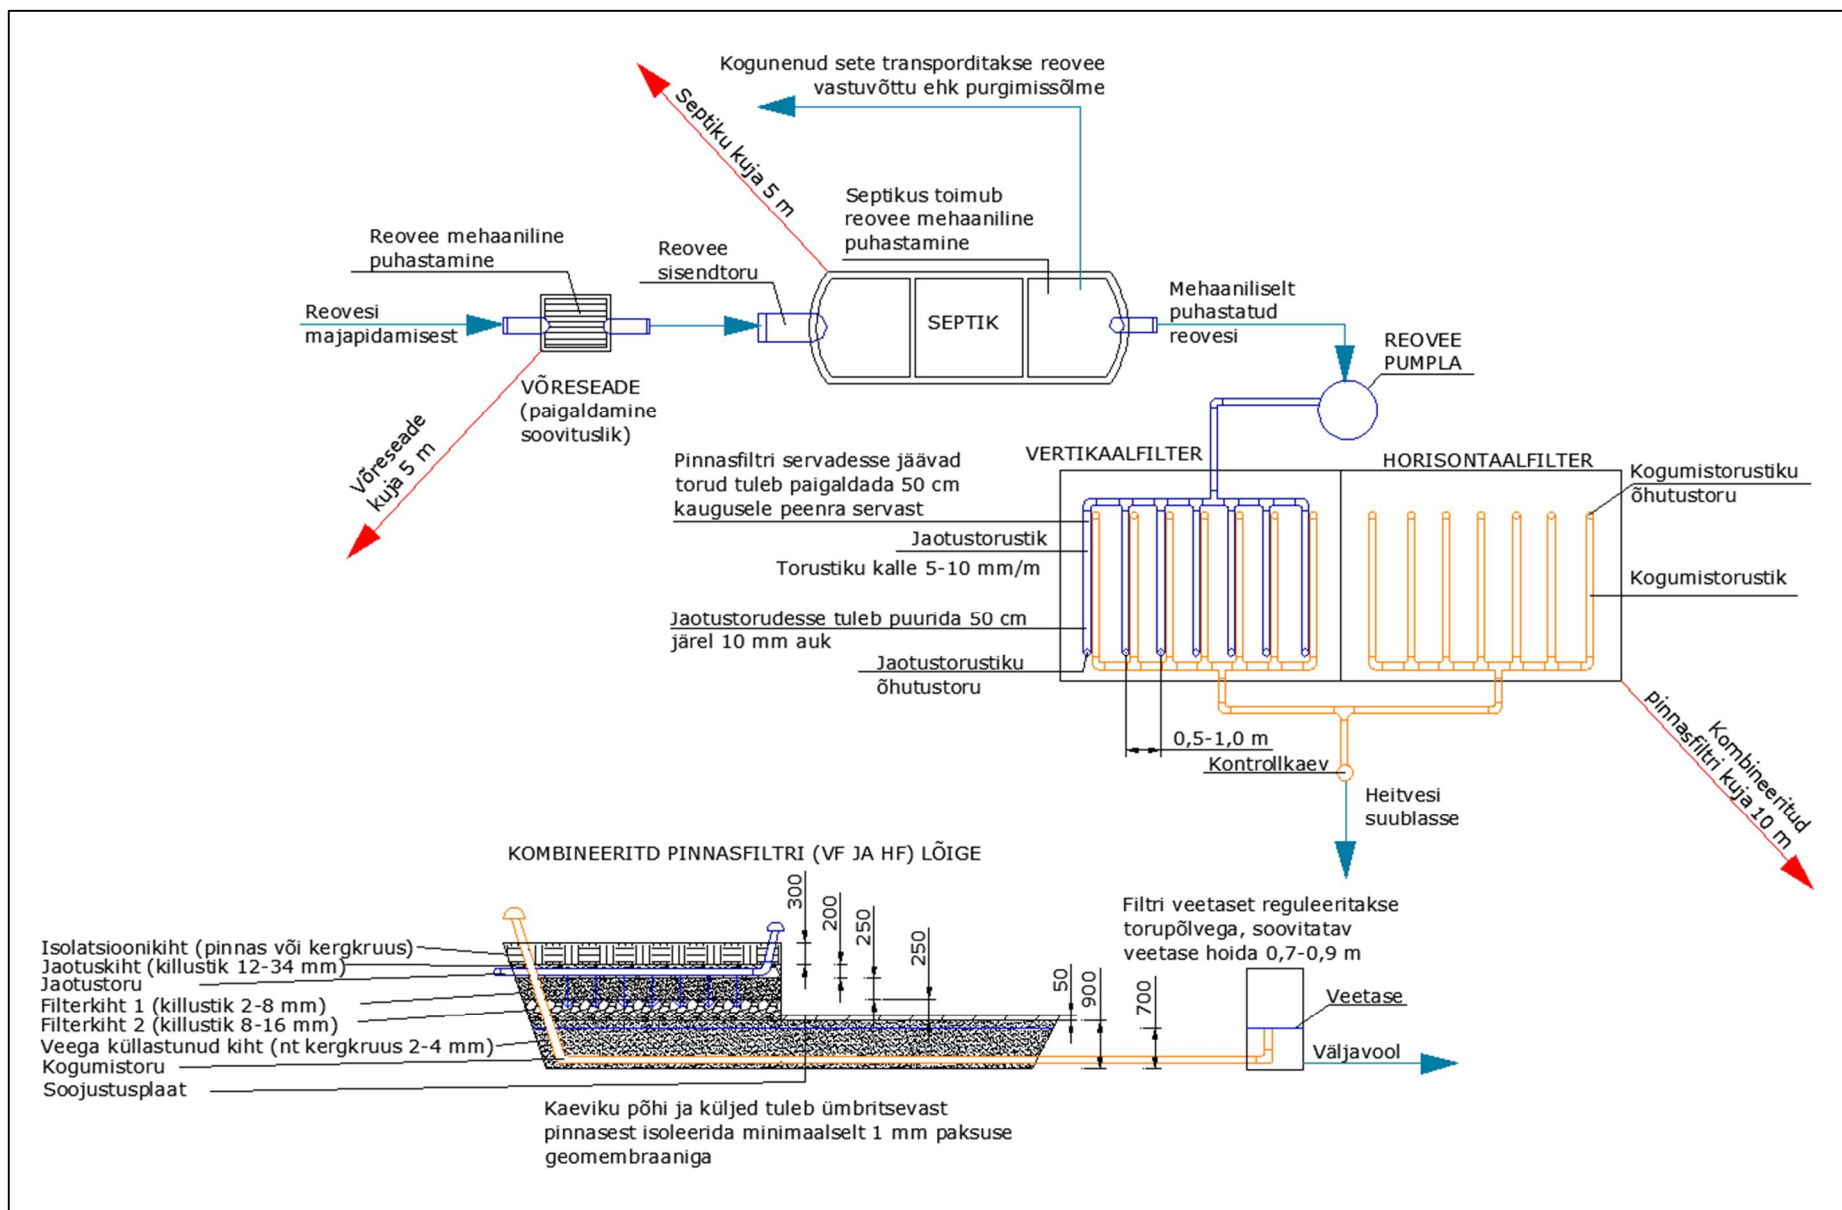 Kogunenud sete transporditakse reovee
vastuvõttu ehk purgimissõlme
Septiku kuja 5 m
Septikus toimub
reovee mehaaniline
puhastamine
Reovee mehaaniline
puhastamine
Reovee
sisendtoru
Reovesi
majapidamisest
SEPTIK
Mehaaniliselt
puhastatud
reovesi
REOVEE
PUMPLA
VÕRESEADE
(paigaldamine
soovituslik)
Võreseade
kuja 5 m
Pinnasfiltri servadesse jäävad
torud tuleb paigaldada 50 cm
kaugusele peenra servast
VERTIKAALFILTER
HORISONTAALFILTER
Kogumistorustiku
õhutustoru
Jaotustorustik
Torustiku kalle 5-10 mm/m
Kogumistorustik
Jaotustorudesse tuleb puurida 50 cm
järel 10 mm auk
Jaotustorustiku
õhutustoru
0,5-1,0 m
Kontrollkaev
Heitvesi
suublasse
Kombineeritud
pinnasfiltri kuja 10 m
KOMBINEERITD PINNASFILTRI (VF JA HF) LÕIGE
300
200
250
250
50
900
700
Filtri veetaset reguleeritakse
torupõlvega, soovitatav
veetase hoida 0,7-0,9 m
Veetase
Väljavool
Isolatsioonikiht (pinnas või kergkruus)
Jaotuskiht (killustik 12-34 mm)
Jaotustoru
Filterkiht 1 (killustik 2-8 mm)
Filterkiht 2 (killustik 8-16 mm)
Veega küllastunud kiht (nt kergkruus 2-4 mm)
Kogumistoru
Soojustusplaat
Kaeviku põhi ja küljed tuleb ümbritsevast
pinnasest isoleerida minimaalselt 1 mm paksuse
geomembraaniga